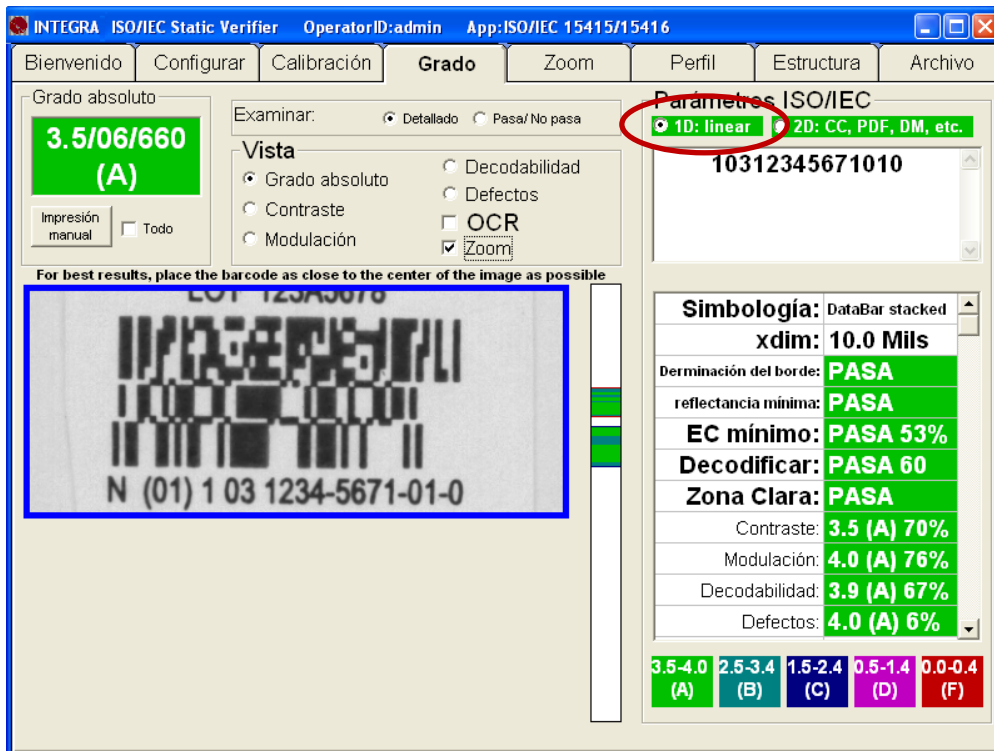 INTEGRA ISO/IEC Static Verifier OperatorID:admin App:ISO/IEC 15415/15416
Bienvenido Configurar Calibración Grado Zoom Perfil Estructura Archivo
Grado absoluto
3.5/06/660
(A)
Impresión manual
Todo
Examinar: Detallado Pasa/ No pasa
Vista
Grado absoluto
Contraste
Modulación
Decodabilidad
Defectos
OCR
Zoom
Parámetros ISO/IEC
1D: linear 2D: CC, PDF, DM, etc.
10312345671010
For best results, place the barcode as close to the center of the image as possible
LOT 123A5678
N (01) 1 03 1234-5671-01-0
Simbología: DataBar stacked
xdim: 10.0 Mils
Derminación del borde: PASA
reflectancia mínima: PASA
EC mínimo: PASA 53%
Decodificar: PASA 60
Zona Clara: PASA
Contraste: 3.5 (A) 70%
Modulación: 4.0 (A) 76%
Decodabilidad: 3.9 (A) 67%
Defectos: 4.0 (A) 6%
3.5-4.0 2.5-3.4 1.5-2.4 0.5-1.4 0.0-0.4
(A) (B) (C) (D) (F)